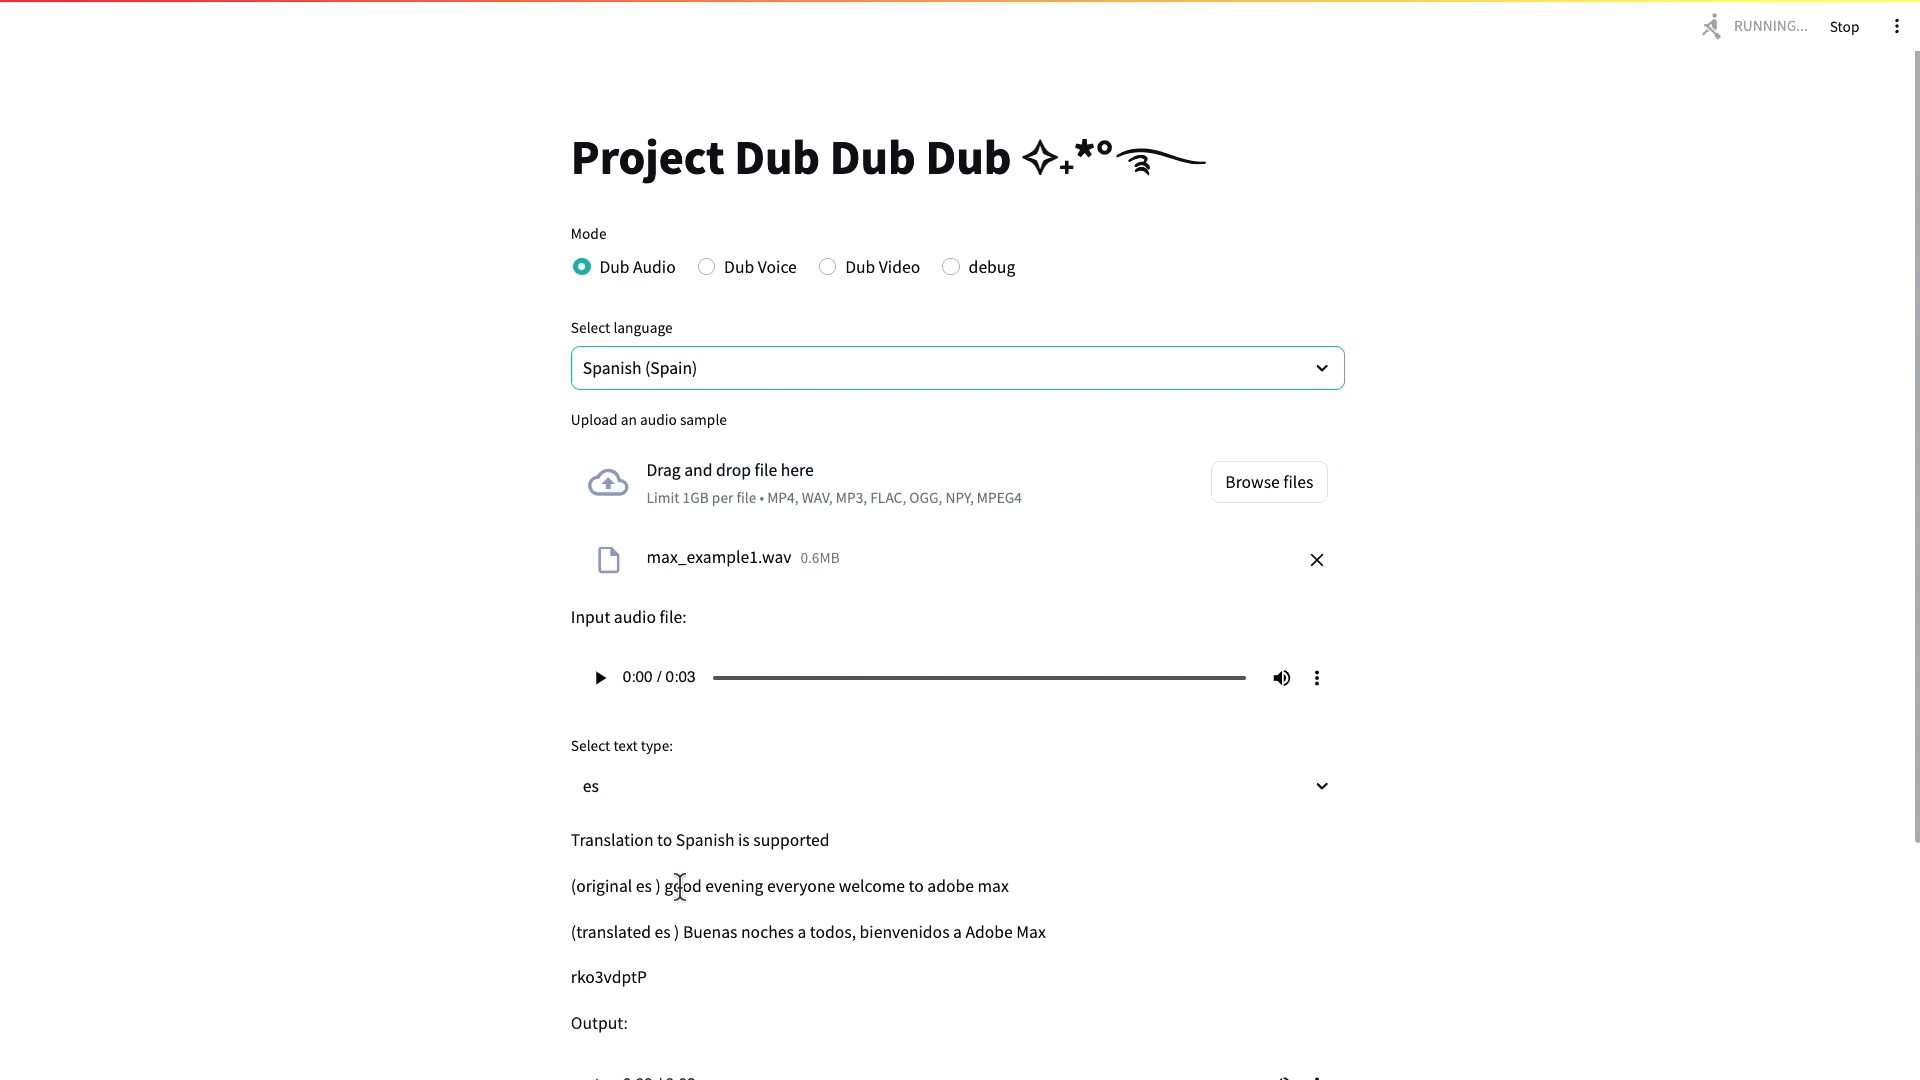 RUNNING... Stop
Project Dub Dub Dub ✧₊*°
Mode
Dub Audio Dub Voice Dub Video debug
Select language
Spanish (Spain)
Upload an audio sample
Drag and drop file here
Limit 1GB per file • MP4, WAV, MP3, FLAC, OGG, NPY, MPEG4
Browse files
max_example1.wav 0.6MB
Input audio file:
0:00 / 0:03
Select text type:
es
Translation to Spanish is supported
(original es ) good evening everyone welcome to adobe max
(translated es ) Buenas noches a todos, bienvenidos a Adobe Max
rko3vdptP
Output: